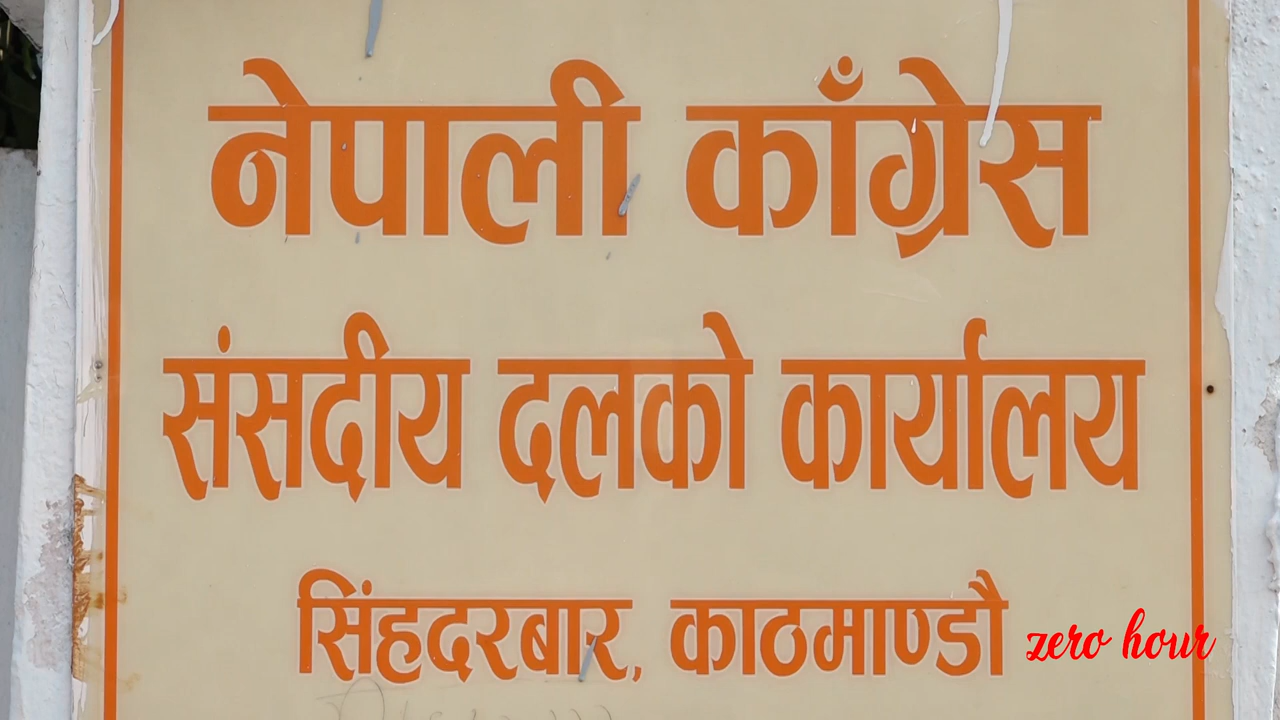 नेपाली काँग्रेस
संसदीय दलको कार्यालय
सिंहदरबार, काठमाण्डौ
zero hour